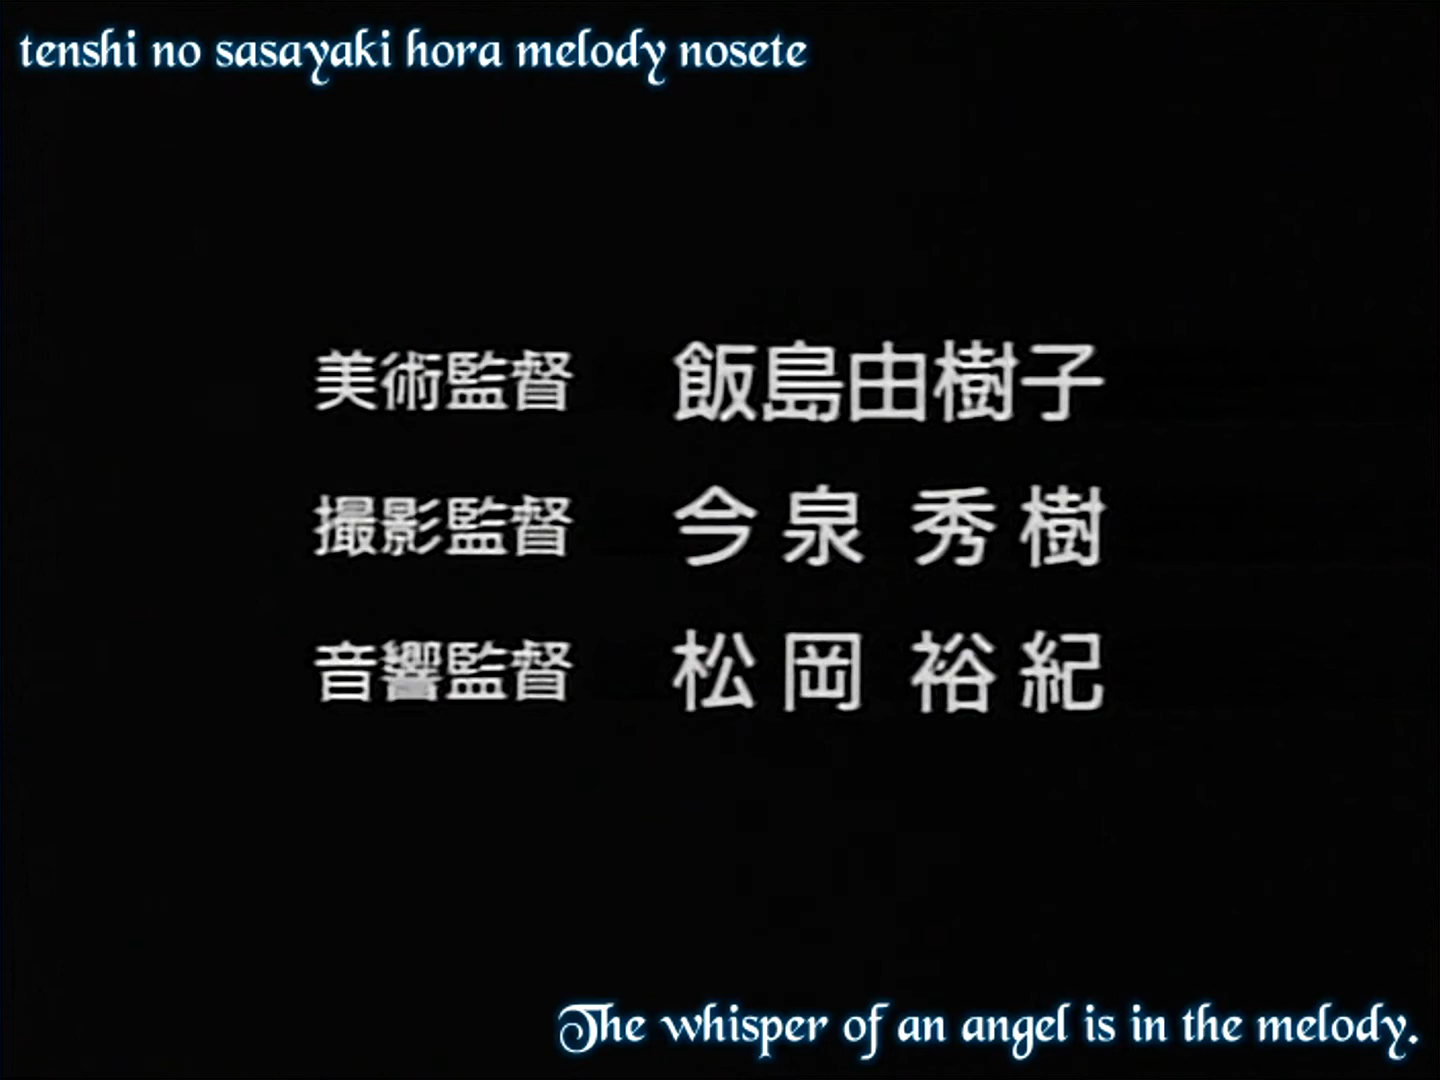 tenshi no sasayaki hora melody nosete
美術監督 飯島由樹子
撮影監督 今泉 秀樹
音響監督 松岡 裕紀
The whisper of an angel is in the melody.